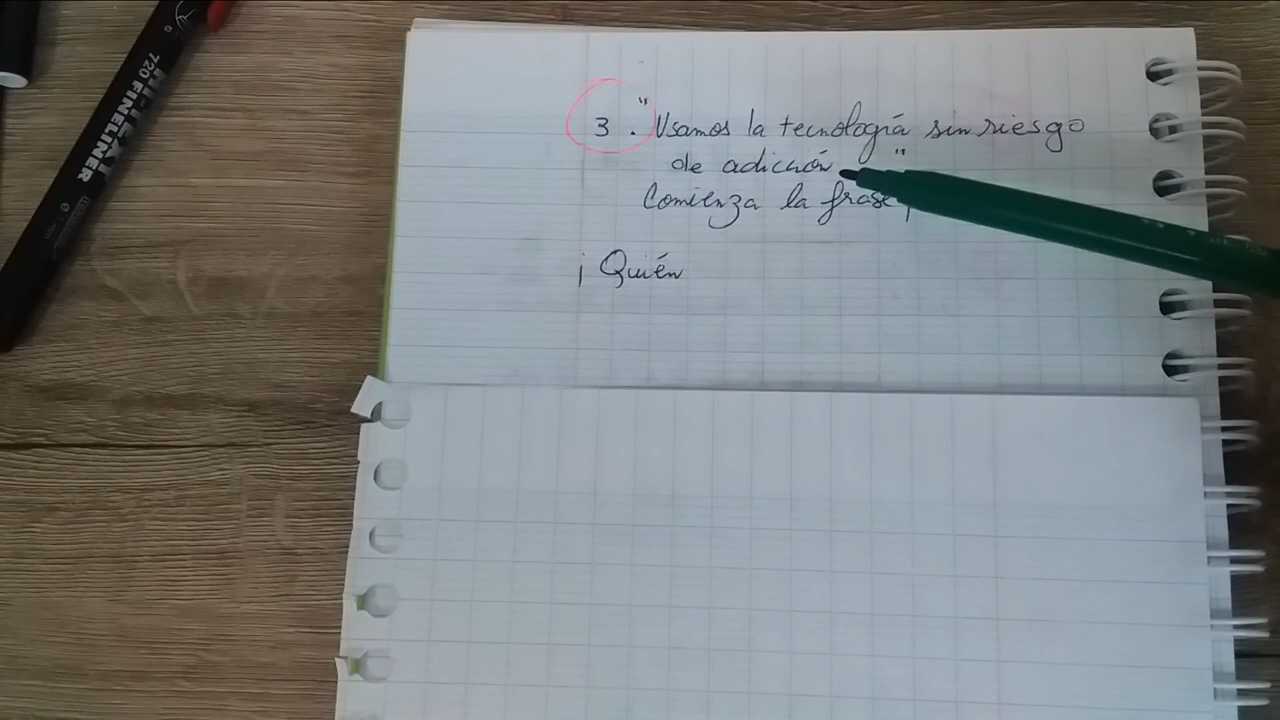 3. "Usamos la tecnología sin riesgo
de adicción"
Comienza la frase
¡Quién
720 FINELINER